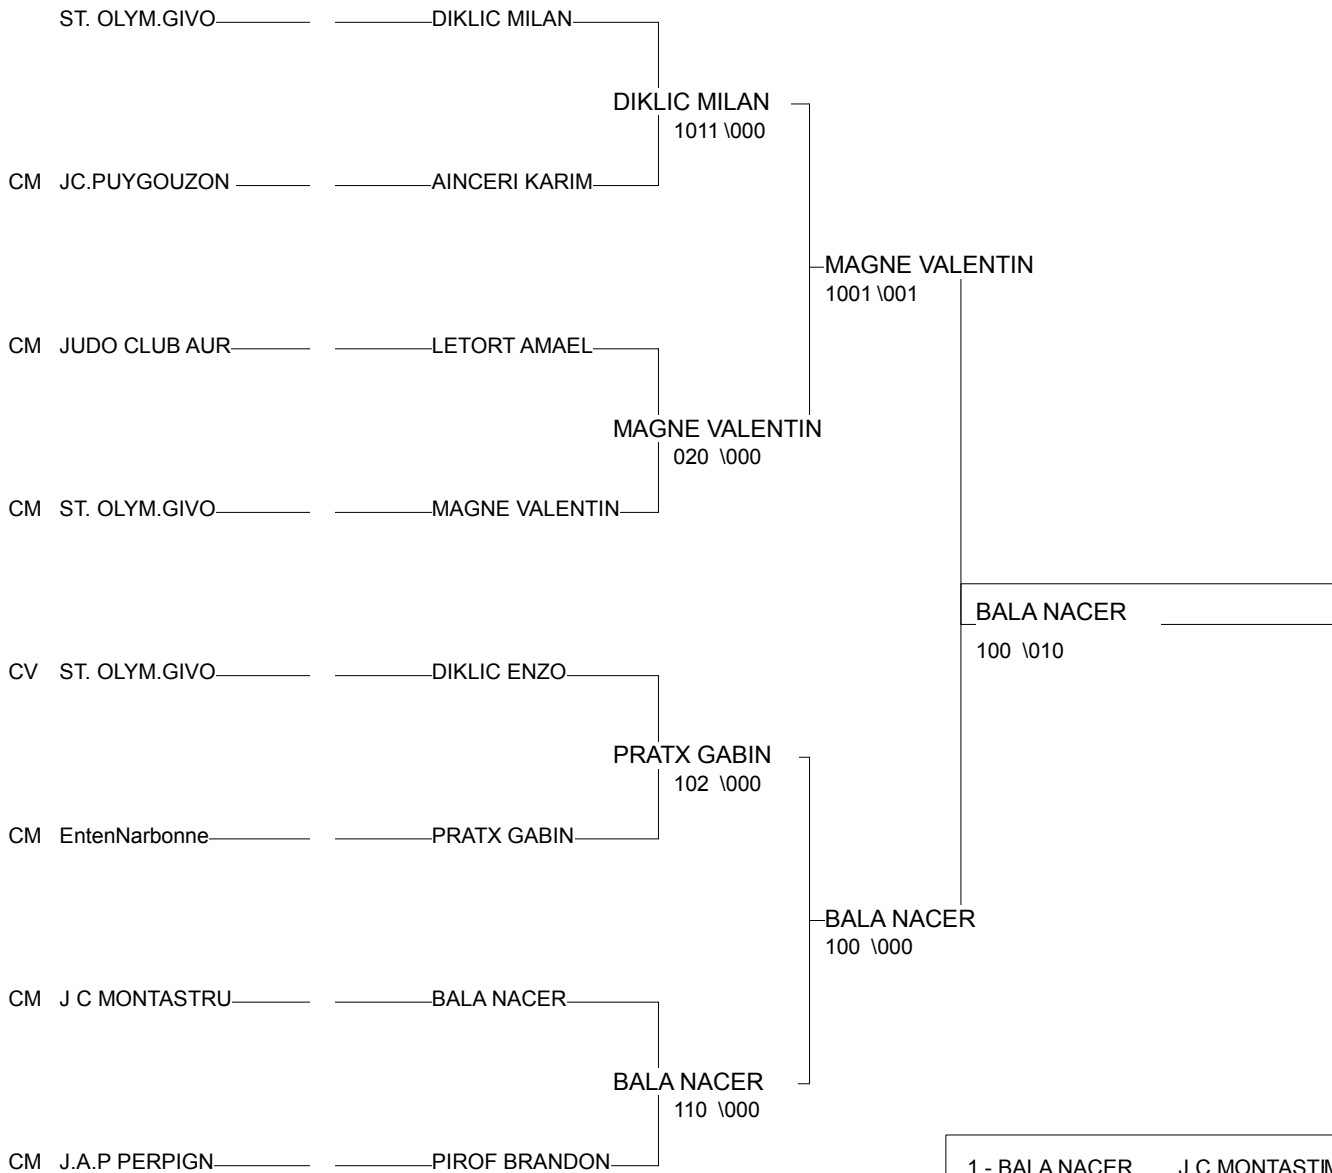 ST. OLYM.GIVO DIKLIC MILAN
DIKLIC MILAN
1011 \000
CM JC.PUYGOUZON AINCERI KARIM
MAGNE VALENTIN
1001 \001
CM JUDO CLUB AUR LETORT AMAEL
MAGNE VALENTIN
020 \000
CM ST. OLYM.GIVO MAGNE VALENTIN
BALA NACER
100 \010
CV ST. OLYM.GIVO DIKLIC ENZO
PRATX GABIN
102 \000
CM EntenNarbonne PRATX GABIN
BALA NACER
100 \000
CM J C MONTASTRU BALA NACER
BALA NACER
110 \000
CM J.A.P PERPIGN PIROF BRANDON
1 - BALA NACER J C